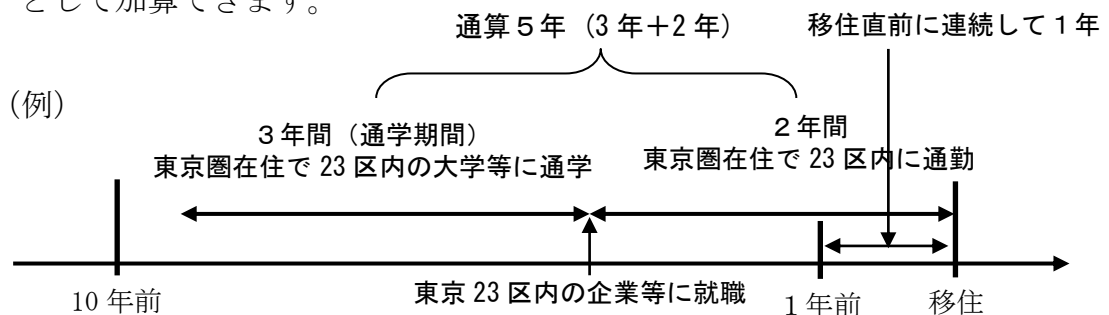 として加算できます。
通算５年（3 年＋2 年）
移住直前に連続して１年
（例）
３年間（通学期間）
東京圏在住で 23 区内の大学等に通学
２年間
東京圏在住で 23 区内に通勤
10 年前
東京 23 区内の企業等に就職
１年前
移住